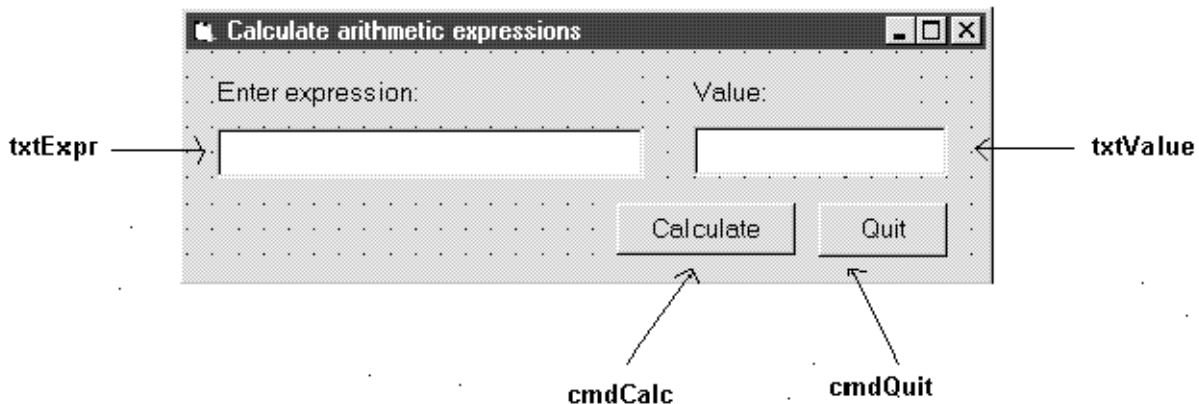 Calculate arithmetic expressions
Enter expression: Value:
txtExpr txtValue
Calculate Quit
cmdCalc cmdQuit